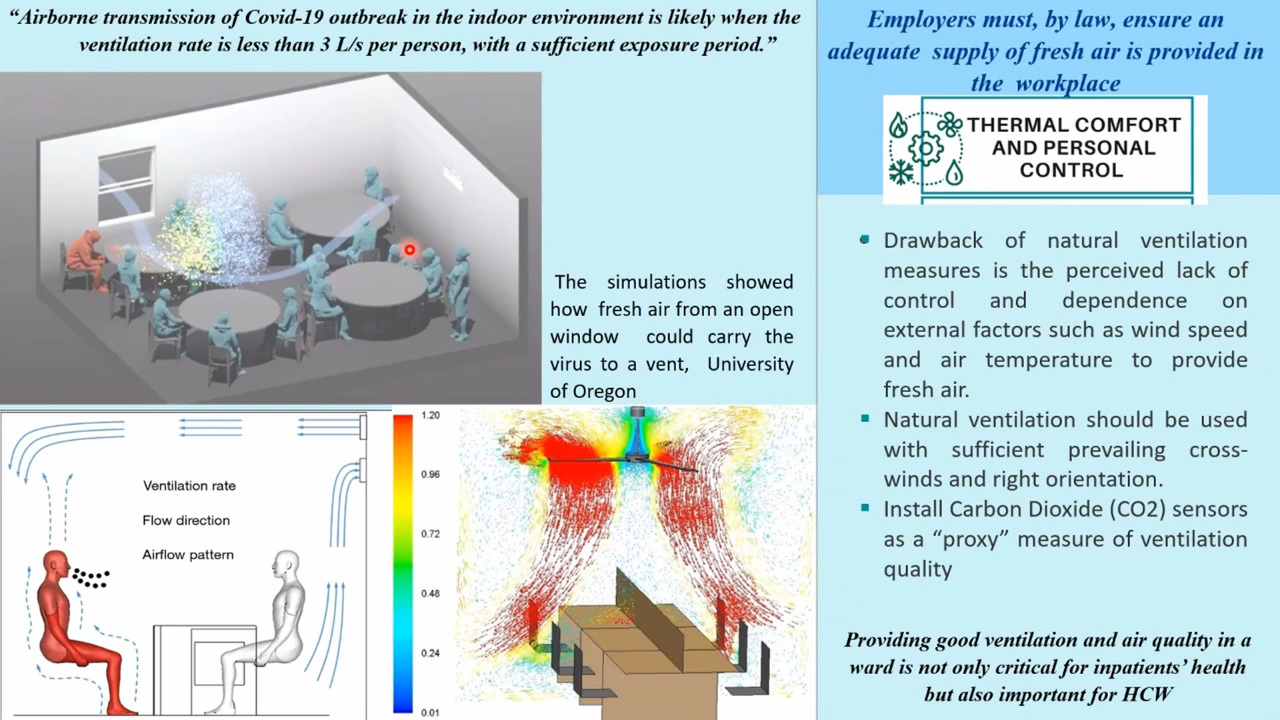 “Airborne transmission of Covid-19 outbreak in the indoor environment is likely when the
ventilation rate is less than 3 L/s per person, with a sufficient exposure period.”
The simulations showed
how fresh air from an open
window could carry the
virus to a vent, University
of Oregon
Ventilation rate
Flow direction
Airflow pattern
1.20
0.96
0.72
0.48
0.24
0.01
Employers must, by law, ensure an
adequate supply of fresh air is provided in
the workplace
THERMAL COMFORT
AND PERSONAL
CONTROL
Drawback of natural ventilation
measures is the perceived lack of
control and dependence on
external factors such as wind speed
and air temperature to provide
fresh air.
Natural ventilation should be used
with sufficient prevailing cross-
winds and right orientation.
Install Carbon Dioxide (CO2) sensors
as a “proxy” measure of ventilation
quality
Providing good ventilation and air quality in a
ward is not only critical for inpatients’ health
but also important for HCW